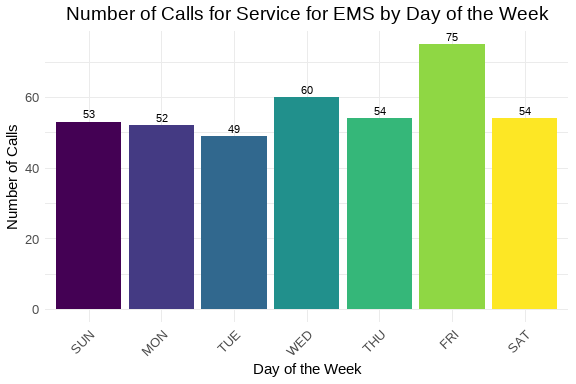 Number of Calls for Service for EMS by Day of the Week
75
60
53
52
49
54
54
60
40
20
0
Number of Calls
SUN
MON
TUE
WED
THU
FRI
SAT
Day of the Week